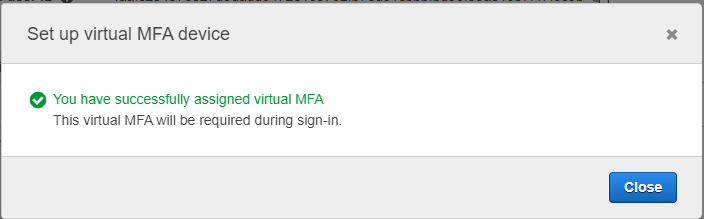 Set up virtual MFA device
You have successfully assigned virtual MFA
This virtual MFA will be required during sign-in.
Close